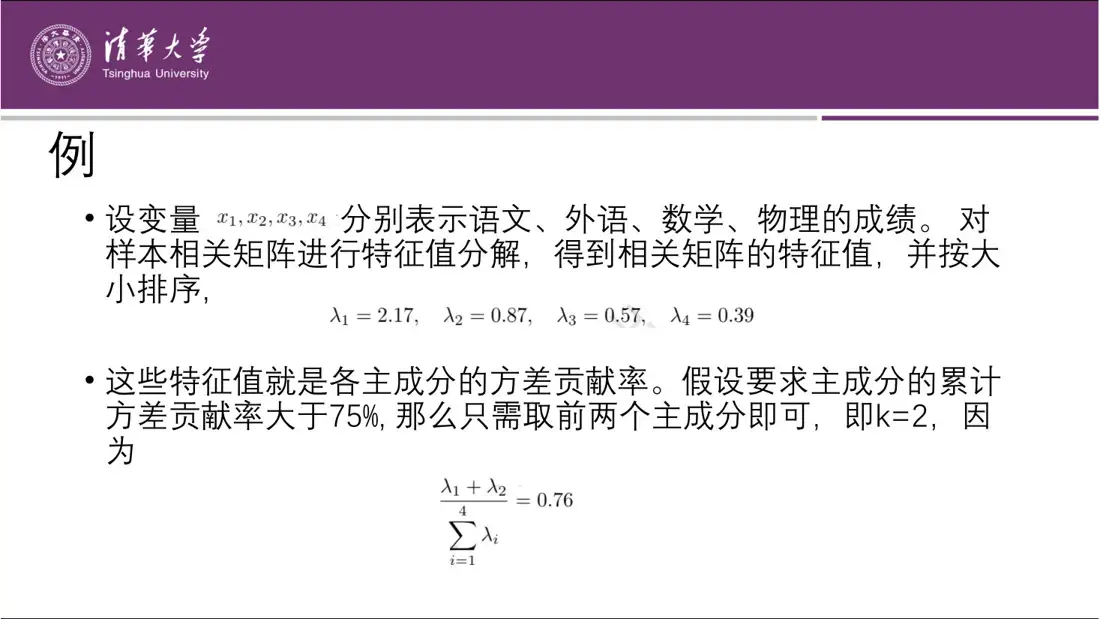 清华大学
Tsinghua University
例
• 设变量 x₁, x₂, x₃, x₄ 分别表示语文、外语、数学、物理的成绩。 对
样本相关矩阵进行特征值分解，得到相关矩阵的特征值，并按大
小排序，
λ₁ = 2.17, λ₂ = 0.87, λ₃ = 0.57, λ₄ = 0.39
• 这些特征值就是各主成分的方差贡献率。假设要求主成分的累计
方差贡献率大于75%, 那么只需取前两个主成分即可，即k=2，因
为
λ₁ + λ₂
= 0.76
4
∑ λᵢ
i=1